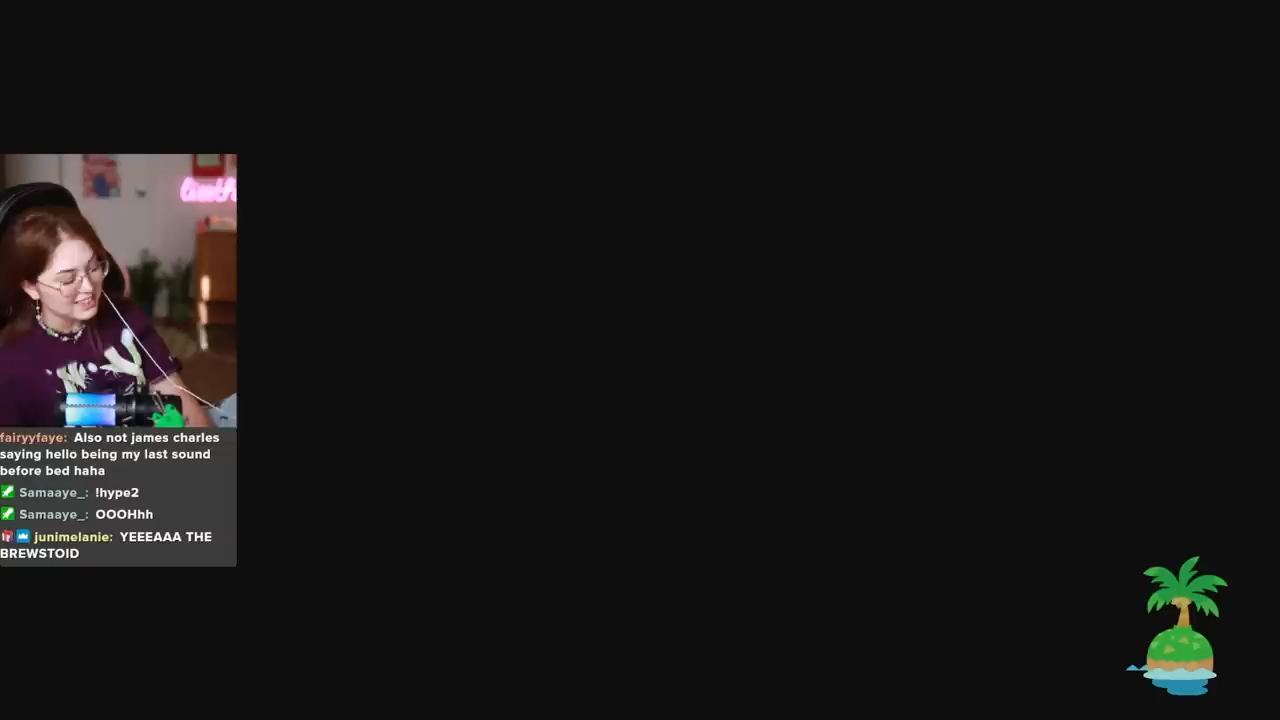 fairyyfaye: Also not james charles
saying hello being my last sound
before bed haha
Samaaye_: !hype2
Samaaye_: OOOHhh
junimelanie: YEEEAAA THE
BREWSTOID